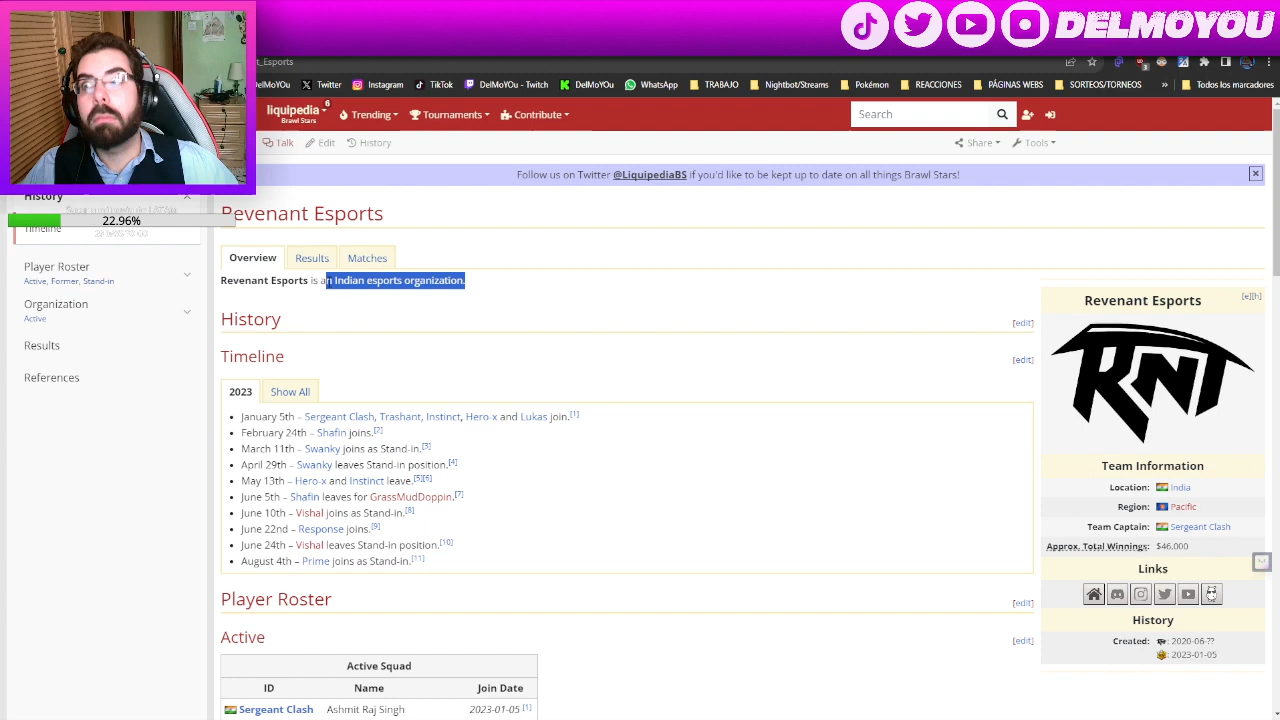 DELMOYOU
_Esports
DelMoYOu
Twitter
Instagram
TikTok
DelMoYOu - Twitch
DelMoYOu
WhatsApp
TRABAJO
Nightbot/Streams
Pokémon
REACCIONES
PÁGINAS WEBS
SORTEOS/TORNEOS
Todos los marcadores
liquipedia
Brawl Stars
6
Trending
Tournaments
Contribute
Search
Talk
Edit
History
Share
Tools
Follow us on Twitter @LiquipediaBS if you'd like to be kept up to date on all things Brawl Stars!
History
22.96%
Timeline
Player Roster
Active, Former, Stand-in
Organization
Active
Results
References
Revenant Esports
Overview
Results
Matches
Revenant Esports is an Indian esports organization.
History
[edit]
Timeline
[edit]
2023
Show All
January 5th – Sergeant Clash, Trashant, Instinct, Hero-x and Lukas join.[1]
February 24th – Shafin joins.[2]
March 11th – Swanky joins as Stand-in.[3]
April 29th – Swanky leaves Stand-in position.[4]
May 13th – Hero-x and Instinct leave.[5][6]
June 5th – Shafin leaves for GrassMudDoppin.[7]
June 10th – Vishal joins as Stand-in.[8]
June 22nd – Response joins.[9]
June 24th – Vishal leaves Stand-in position.[10]
August 4th – Prime joins as Stand-in.[11]
Player Roster
[edit]
Active
[edit]
Active Squad
ID Name Join Date
Sergeant Clash Ashmit Raj Singh 2023-01-05 [1]
Revenant Esports
[e][h]
RNT
Team Information
Location: India
Region: Pacific
Team Captain: Sergeant Clash
Approx. Total Winnings: $46,000
Links
History
Created: 2020-06-??
2023-01-05